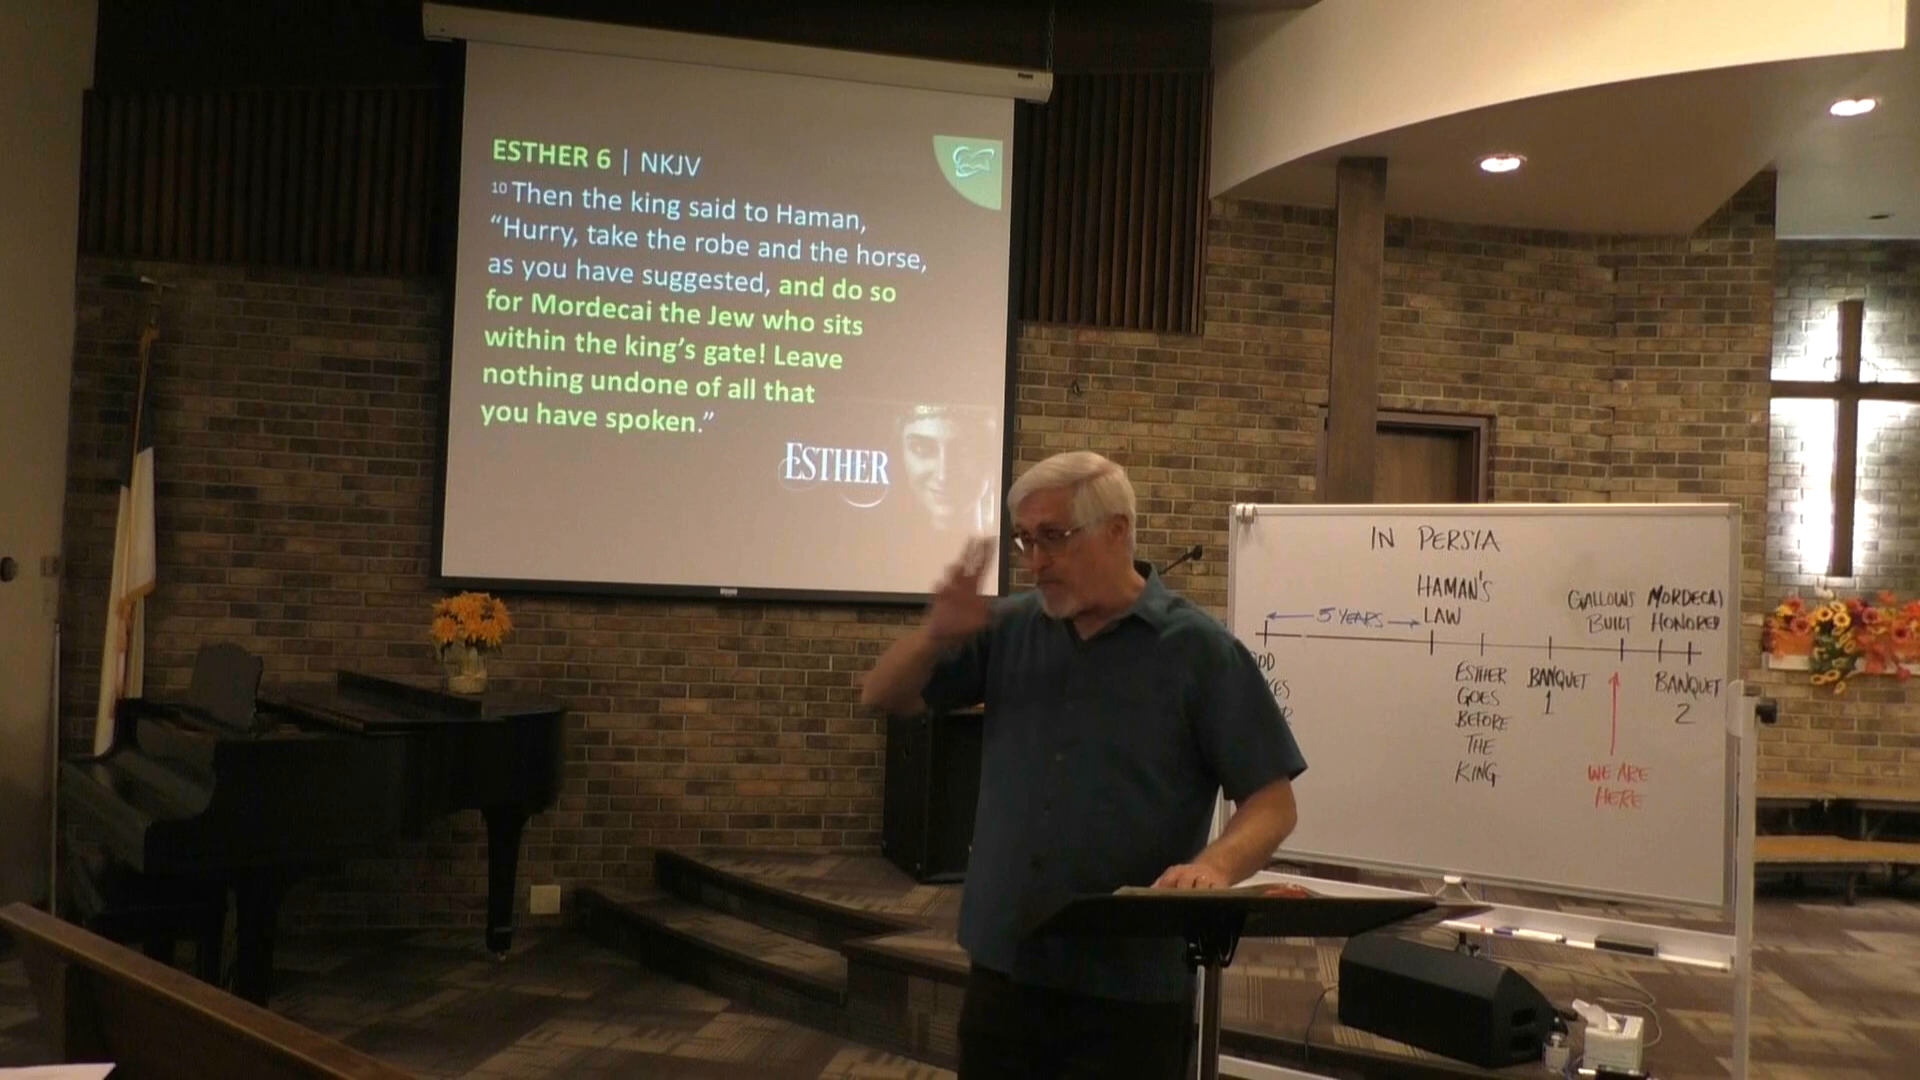 ESTHER 6 | NKJV
10 Then the king said to Haman,
“Hurry, take the robe and the horse,
as you have suggested, and do so
for Mordecai the Jew who sits
within the king’s gate! Leave
nothing undone of all that
you have spoken.”
ESTHER
IN PERSIA
5 YEARS
HAMAN'S
LAW
GALLOWS
BUILT
MORDECAI
HONORED
ESTHER
GOES
BEFORE
THE
KING
BANQUET
1
BANQUET
2
WE ARE
HERE